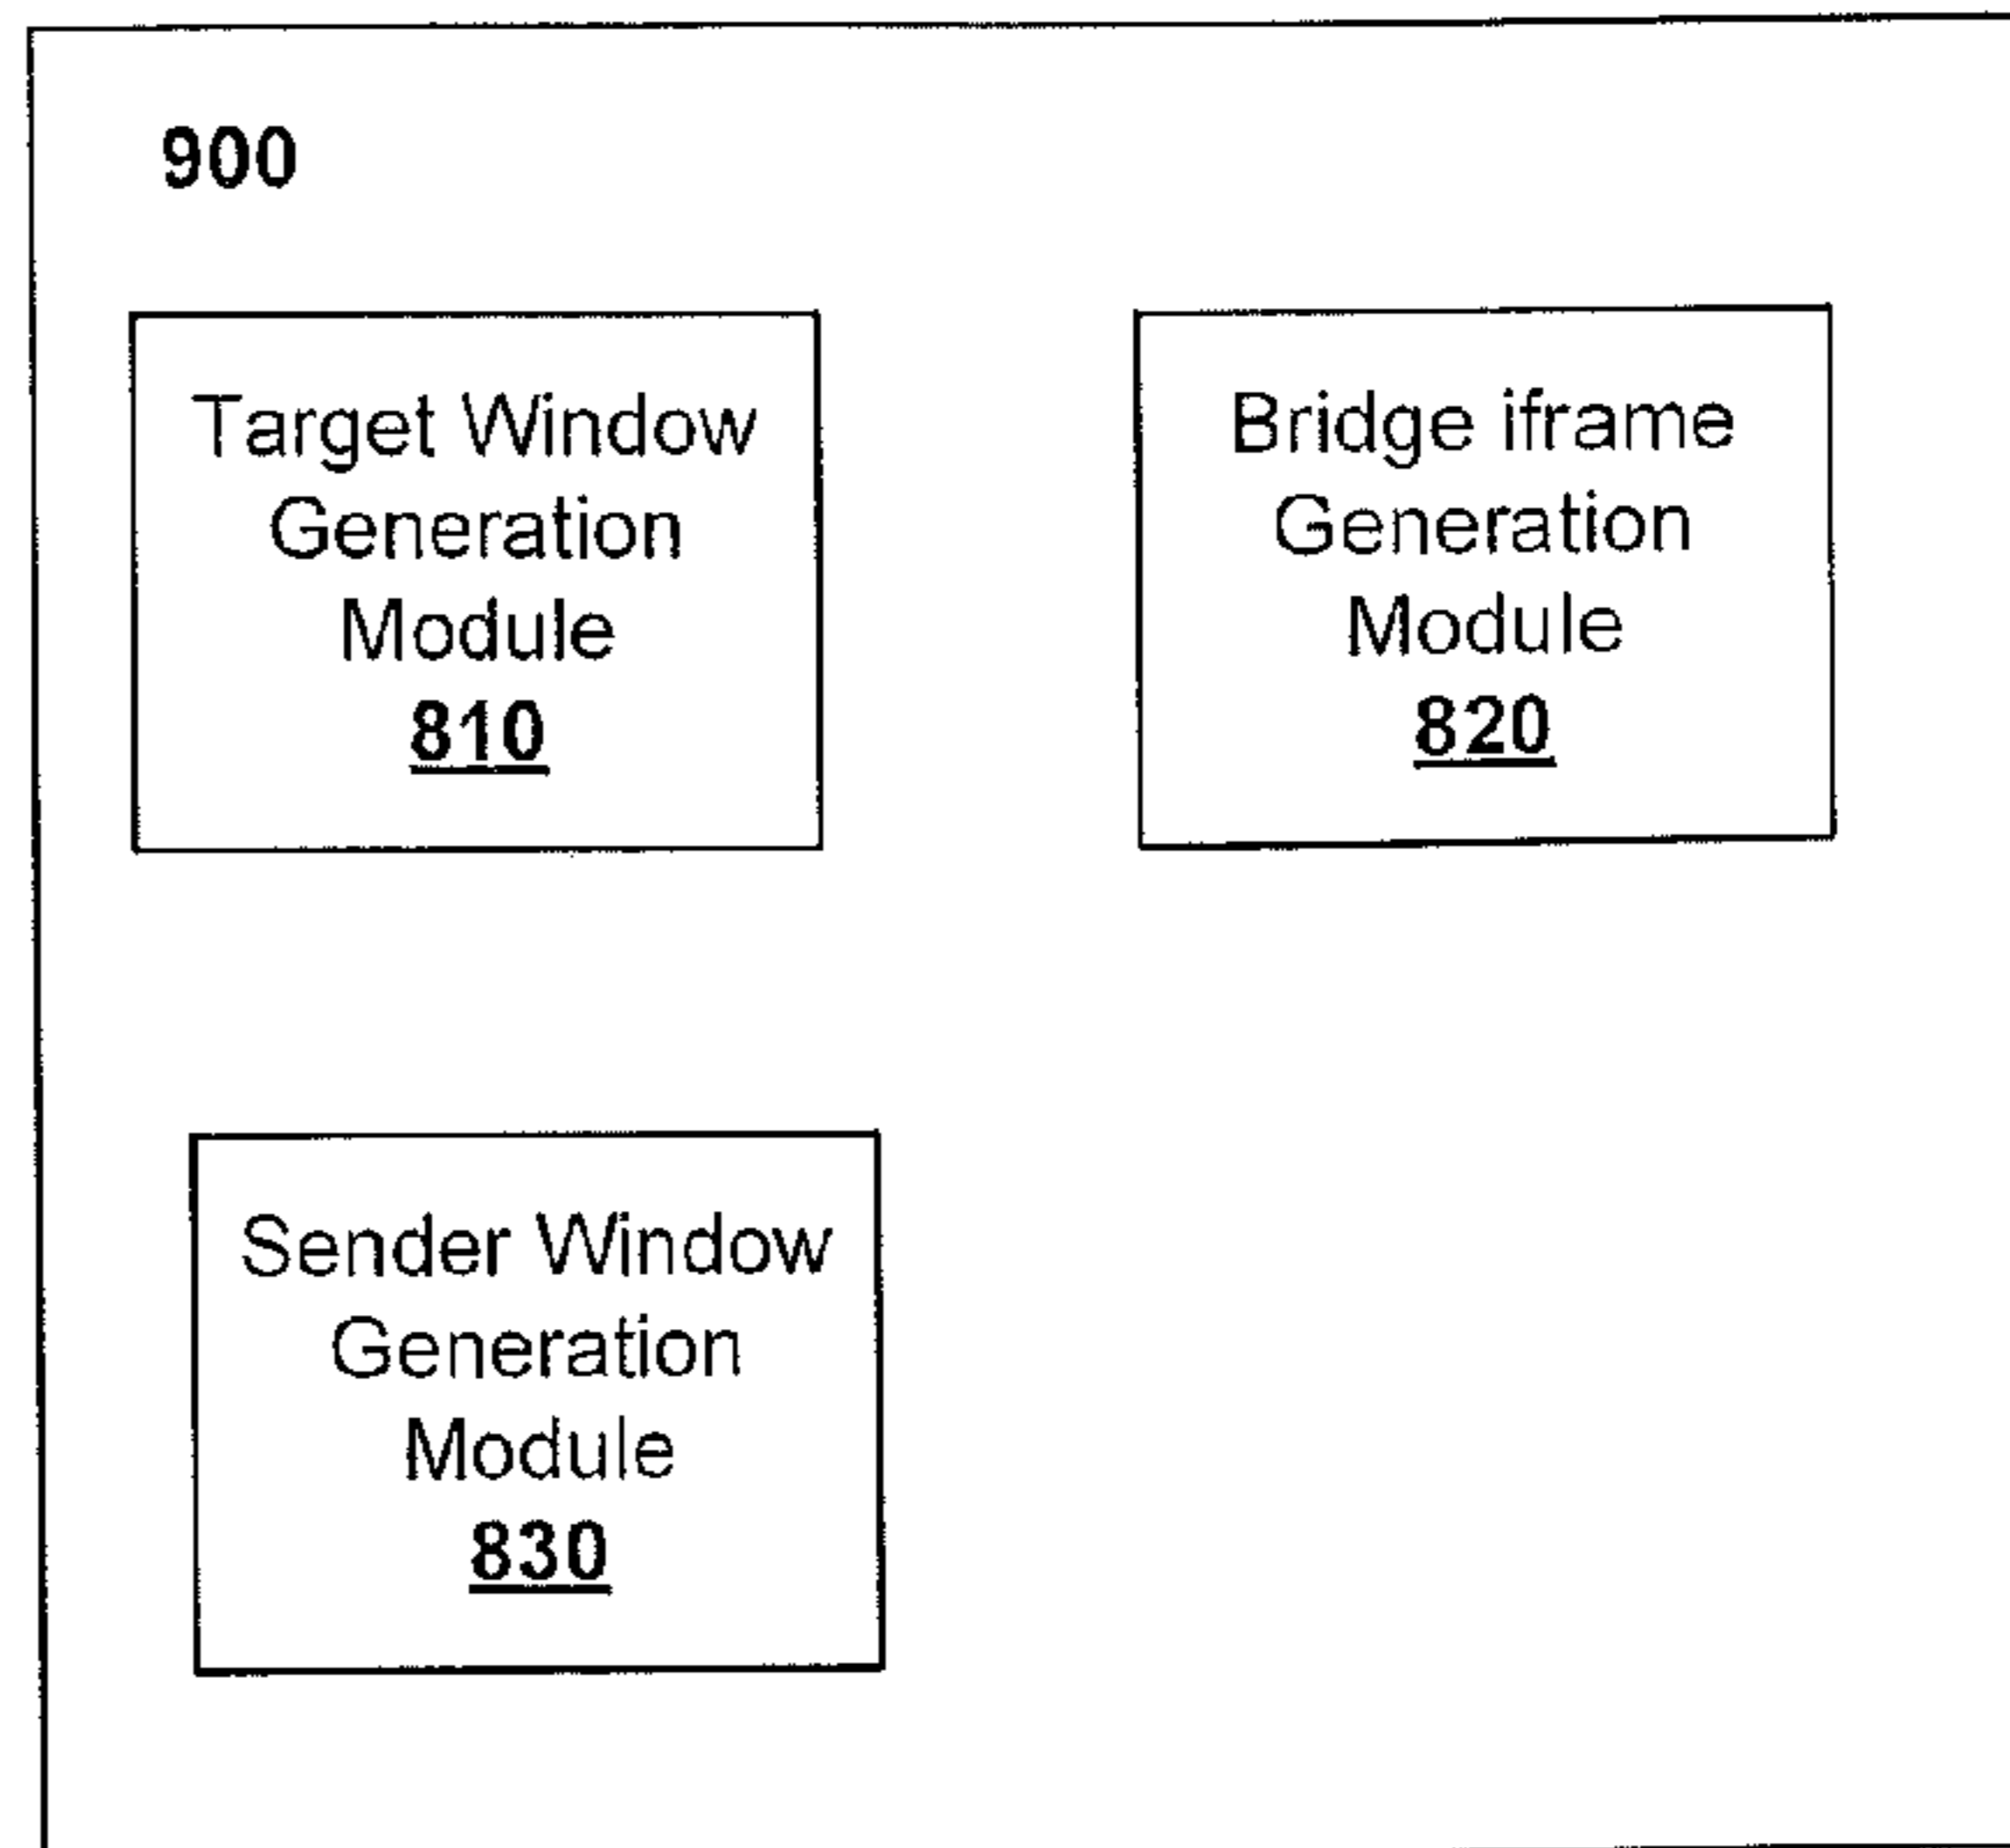 900
Target Window
Generation
Module
810
Bridge iframe
Generation
Module
820
Sender Window
Generation
Module
830